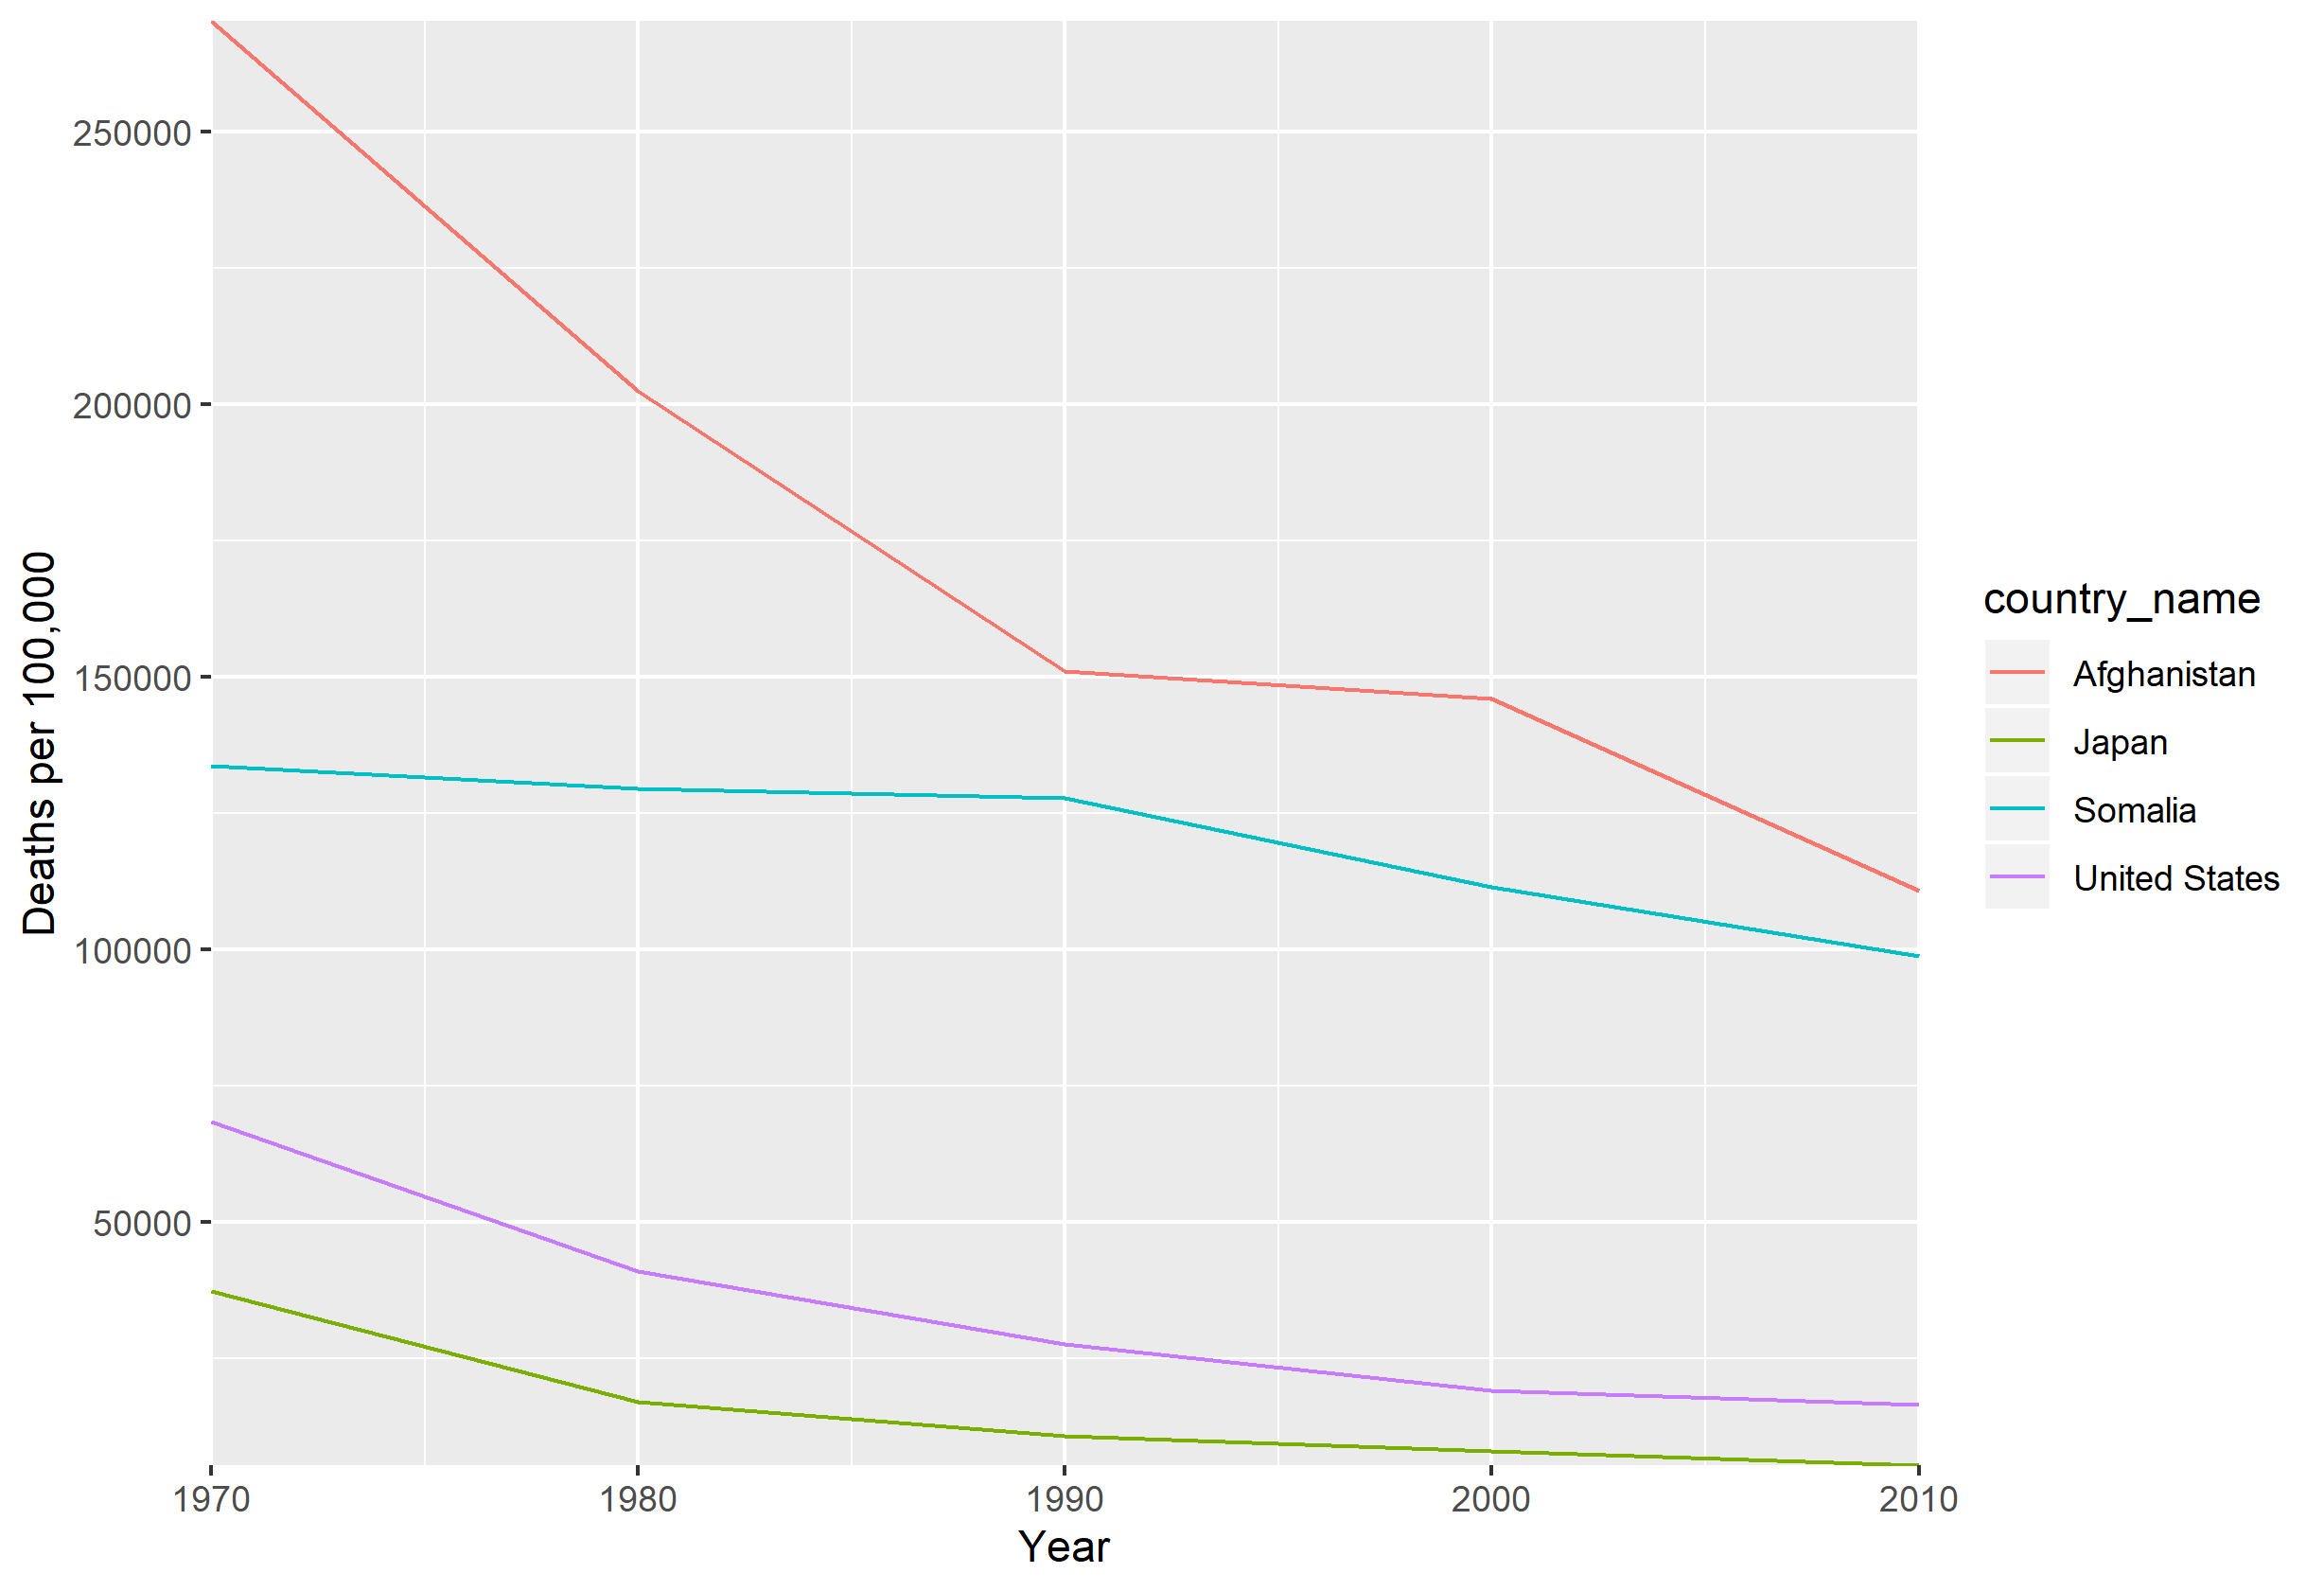 Deaths per 100,000
250000
200000
150000
100000
50000
1970 1980 1990 2000 2010
Year
country_name
Afghanistan
Japan
Somalia
United States